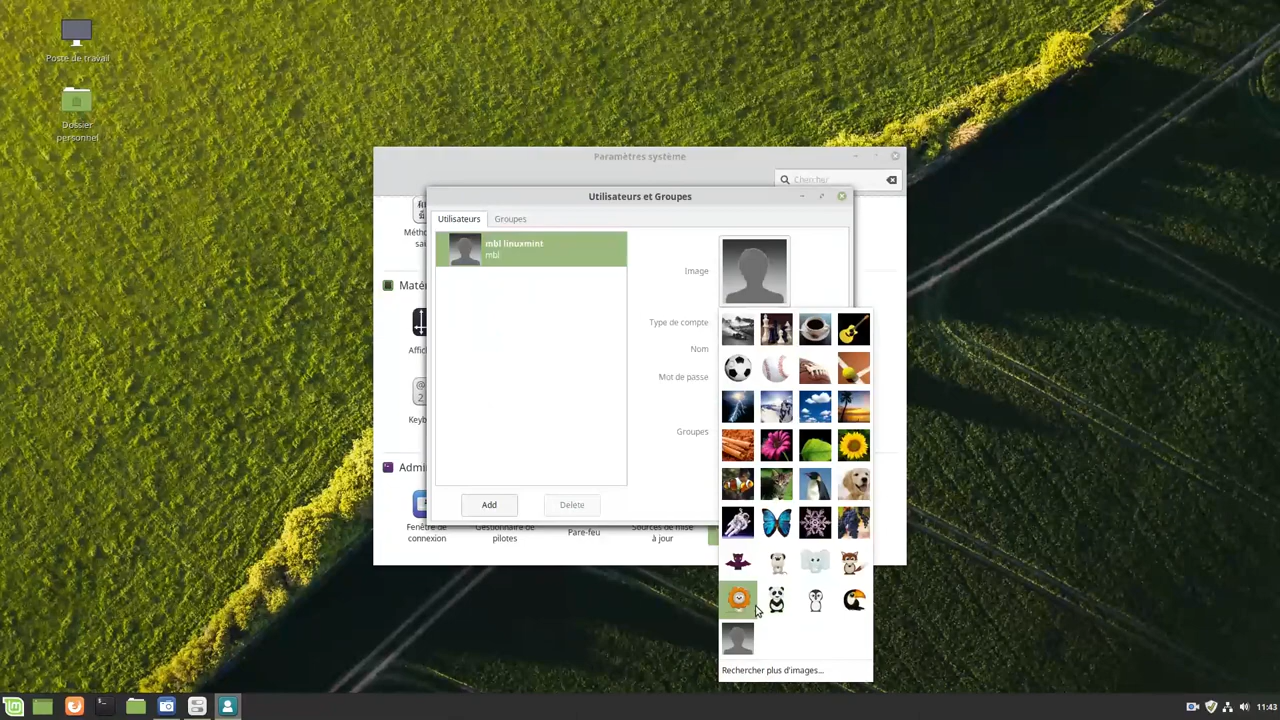 Poste de travail
Dossier
personnel
Paramètres système
Chercher
Utilisateurs et Groupes
Utilisateurs
Groupes
mbl linuxmint
mbl
Image
Type de compte
Nom
Mot de passe
Groupes
Méth
sai
Matéri
Affic
Keyb
Admi
Add
Delete
Fenêtre de
connexion
Gestionnaire de
pilotes
Pare-feu
Sources de mise
à jour
Rechercher plus d'images...
11:43